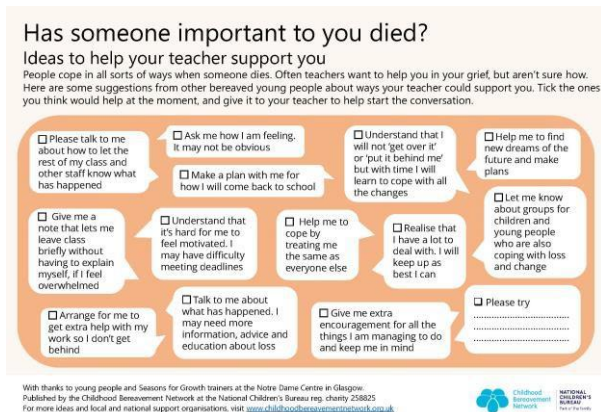 Has someone important to you died?
Ideas to help your teacher support you
People cope in all sorts of ways when someone dies. Often teachers want to help you in your grief, but aren't sure how.
Here are some suggestions from other bereaved young people about ways your teacher could support you. Tick the ones
you think would help at the moment, and give it to your teacher to help start the conversation.
Please talk to me
about how to let the
rest of my class and
other staff know what
has happened
Ask me how I am feeling.
It may not be obvious
Make a plan with me for
how I will come back to school
Understand that I
will not 'get over it'
or 'put it behind me'
but with time I will
learn to cope with all
the changes
Help me to find
new dreams of the
future and make
plans
Give me a
note that lets me
leave class
briefly without
having to explain
myself, if I feel
overwhelmed
Understand that
it's hard for me to
feel motivated. I
may have difficulty
meeting deadlines
Help me to
cope by
treating me
the same as
everyone else
Realise that
I have a lot to
deal with. I will
keep up as
best I can
Let me know
about groups for
children and
young people
who are also
coping with loss
and change
Arrange for me to
get extra help with my
work so I don't get
behind
Talk to me about
what has happened. I
may need more
information, advice and
education about loss
Give me extra
encouragement for all the
things I am managing to do
and keep me in mind
Please try
With thanks to young people and Seasons for Growth trainers at the Notre Dame Centre in Glasgow.
Published by the Childhood Bereavement Network at the National Children's Bureau reg. charity 258825
For more ideas and local and national support organisations, visit www.childhoodbereavementnetwork.org.uk
Childhood
Bereavement
Network
NATIONAL
CHILDREN'S
BUREAU
Part of the family